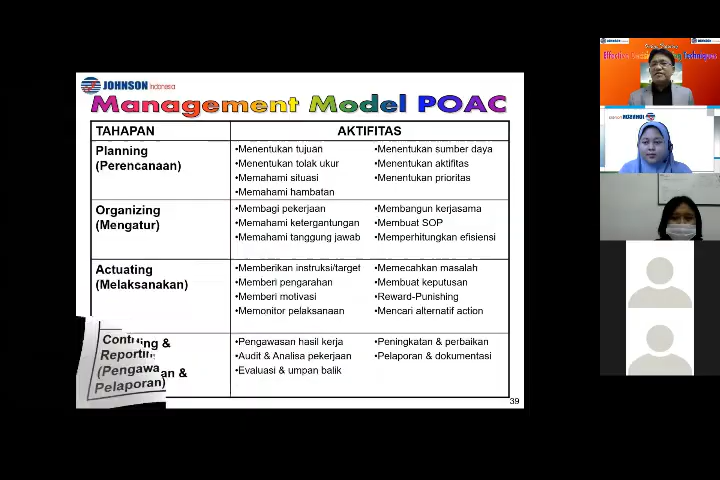 JOHNSON Indonesia
Management Model POAC
TAHAPAN
AKTIFITAS
Planning
(Perencanaan)
•Menentukan tujuan
•Menentukan tolak ukur
•Memahami situasi
•Memahami hambatan
•Menentukan sumber daya
•Menentukan aktifitas
•Menentukan prioritas
Organizing
(Mengatur)
•Membagi pekerjaan
•Memahami ketergantungan
•Memahami tanggung jawab
•Membangun kerjasama
•Membuat SOP
•Memperhitungkan efisiensi
Actuating
(Melaksanakan)
•Memberikan instruksi/target
•Memberi pengarahan
•Memberi motivasi
•Memonitor pelaksanaan
•Memecahkan masalah
•Membuat keputusan
•Reward-Punishing
•Mencari alternatif action
&
Pelaporan)
•Pengawasan hasil kerja
•Audit & Analisa pekerjaan
•Evaluasi & umpan balik
•Peningkatan & perbaikan
•Pelaporan & dokumentasi
39